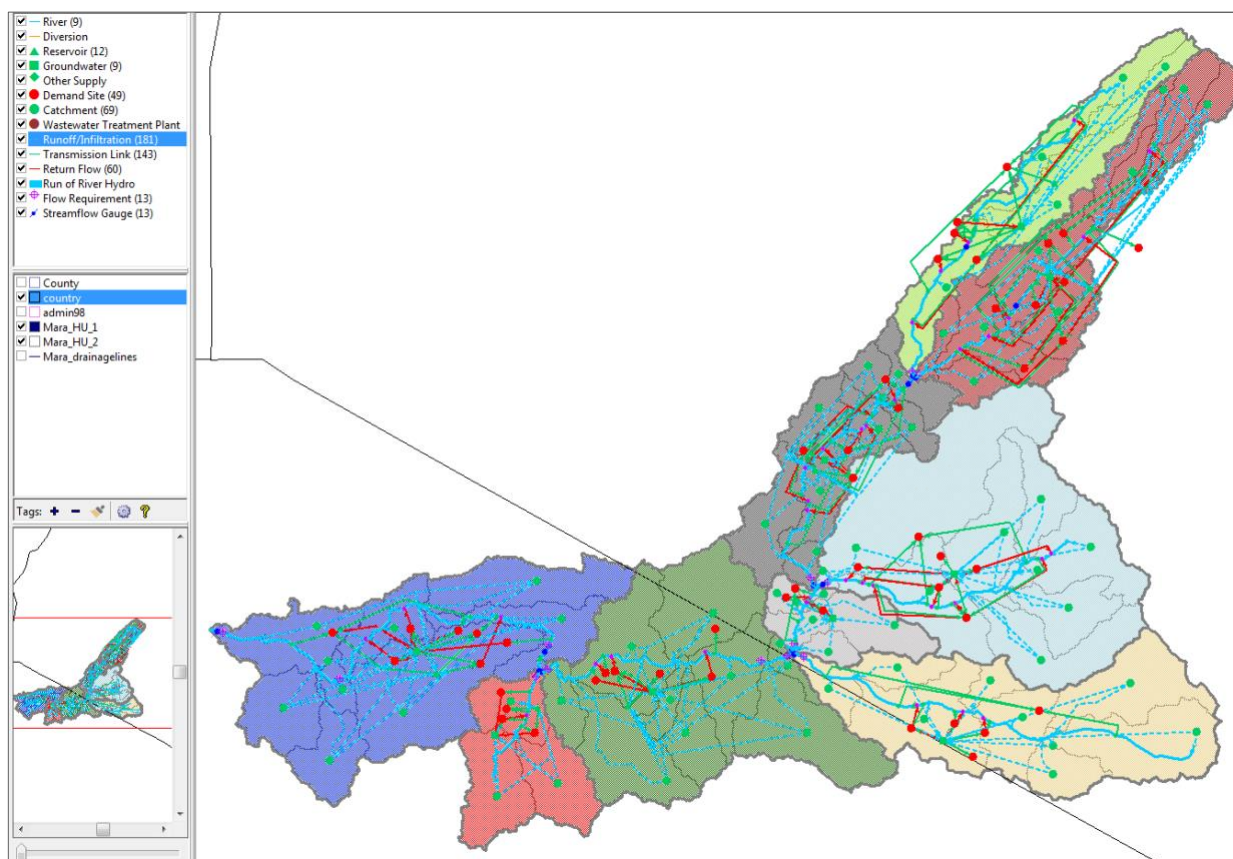 River (9)
Diversion
Reservoir (12)
Groundwater (9)
Other Supply
Demand Site (49)
Catchment (69)
Wastewater Treatment Plant
Runoff/Infiltration (181)
Transmission Link (143)
Return Flow (60)
Run of River Hydro
Flow Requirement (13)
Streamflow Gauge (13)
County
country
admin98
Mara_HU_1
Mara_HU_2
Mara_drainagelines
Tags: